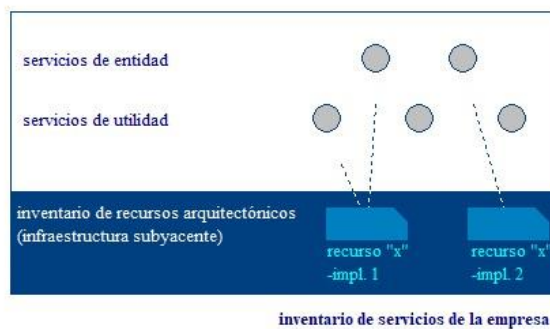 servicios de entidad
servicios de utilidad
inventario de recursos arquitectónicos
(infraestructura subyacente)
recurso "x"
-impl. 1
recurso "x"
-impl. 2
inventario de servicios de la empresa